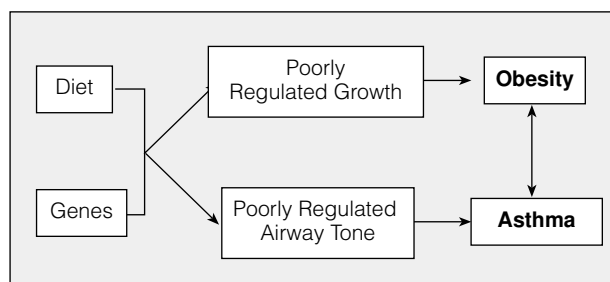 Diet
Genes
Poorly
Regulated Growth
Poorly Regulated
Airway Tone
Obesity
Asthma